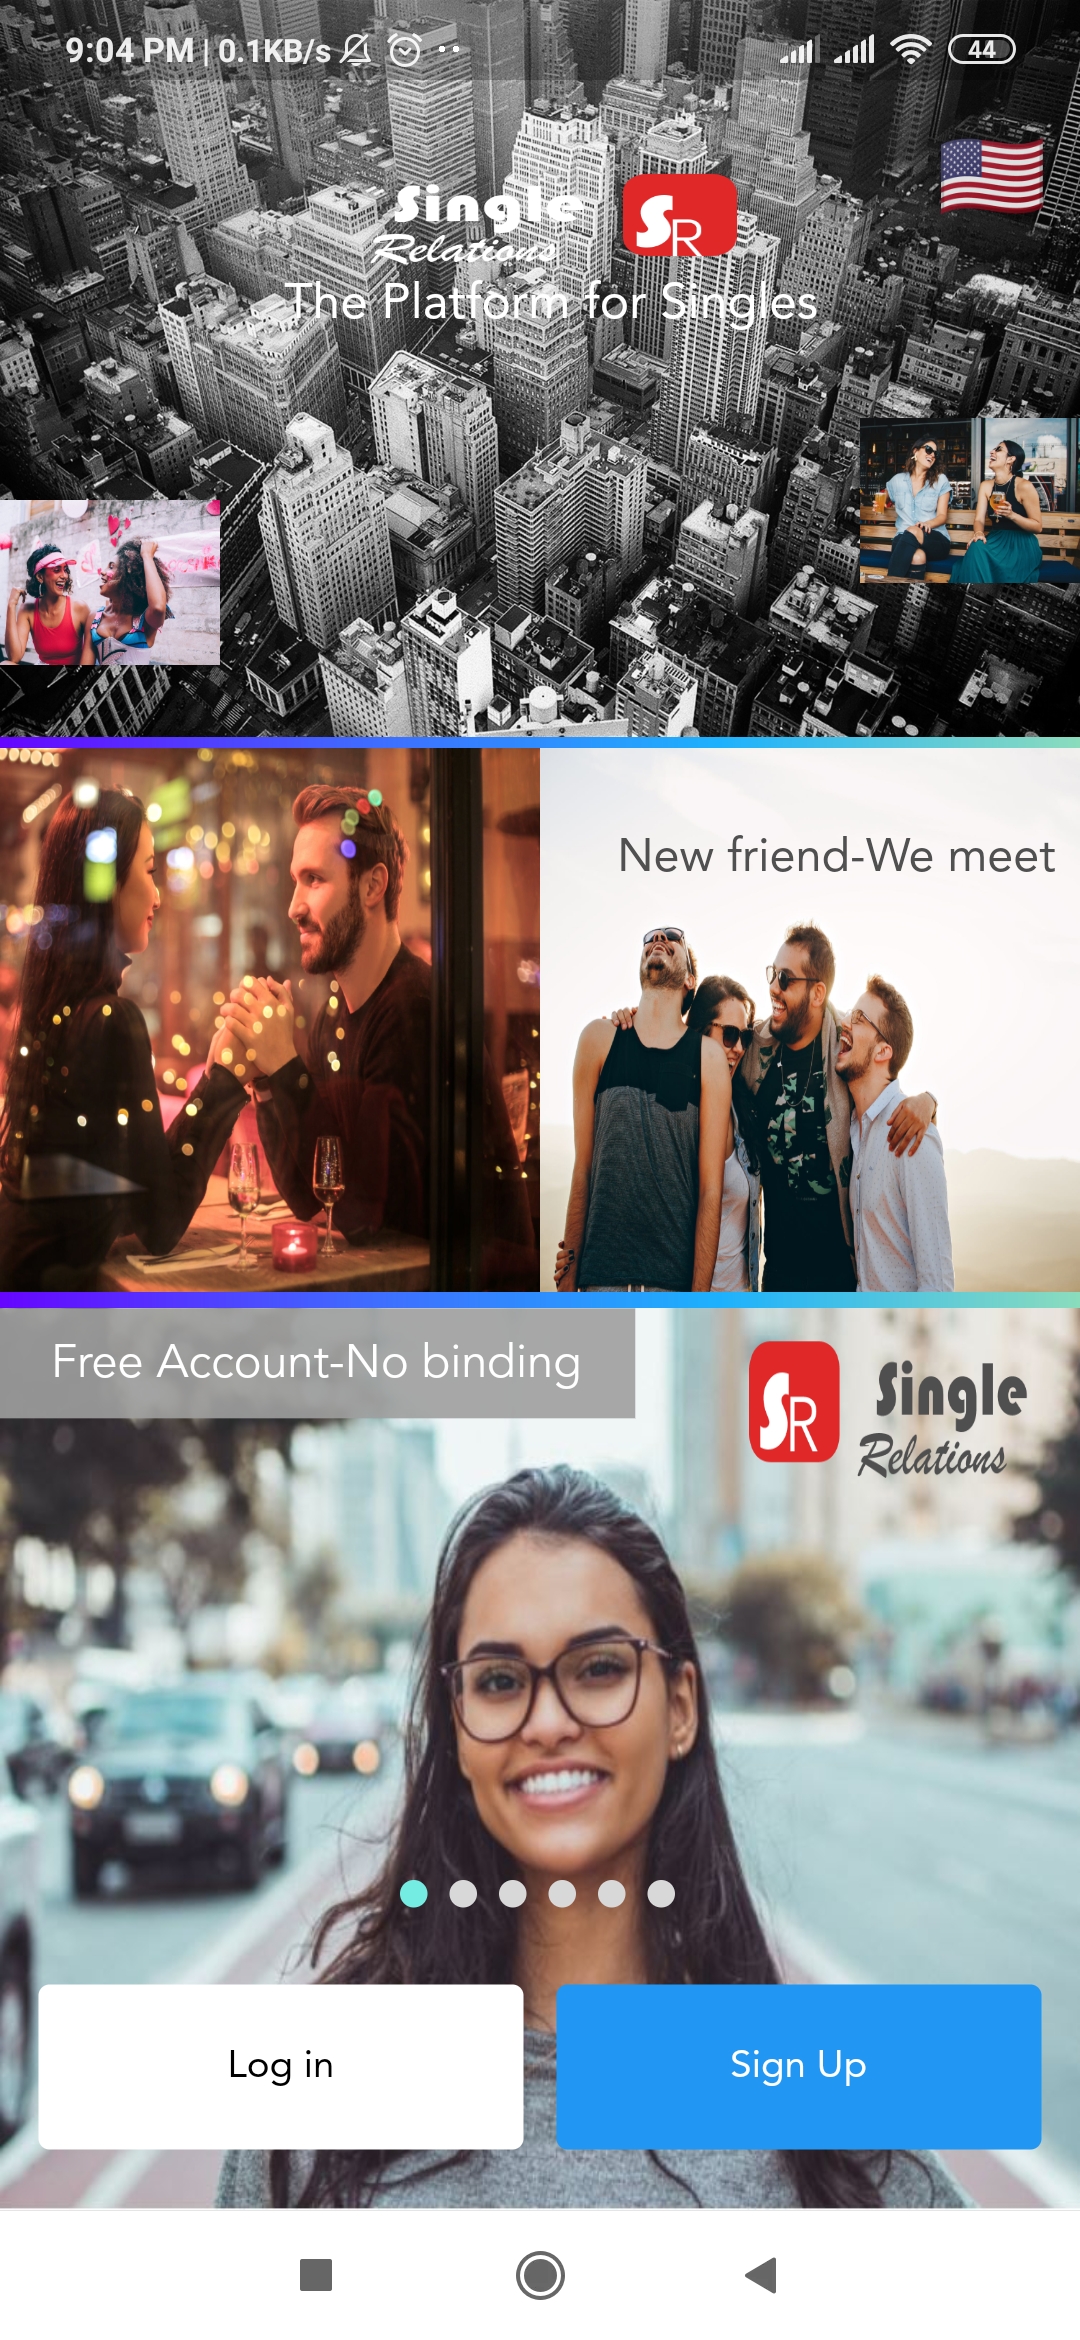 9:04 PM | 0.1KB/s
44
Single
Relations
SR
The Platform for Singles
New friend-We meet
Free Account-No binding
SR
Single
Relations
Log in
Sign Up